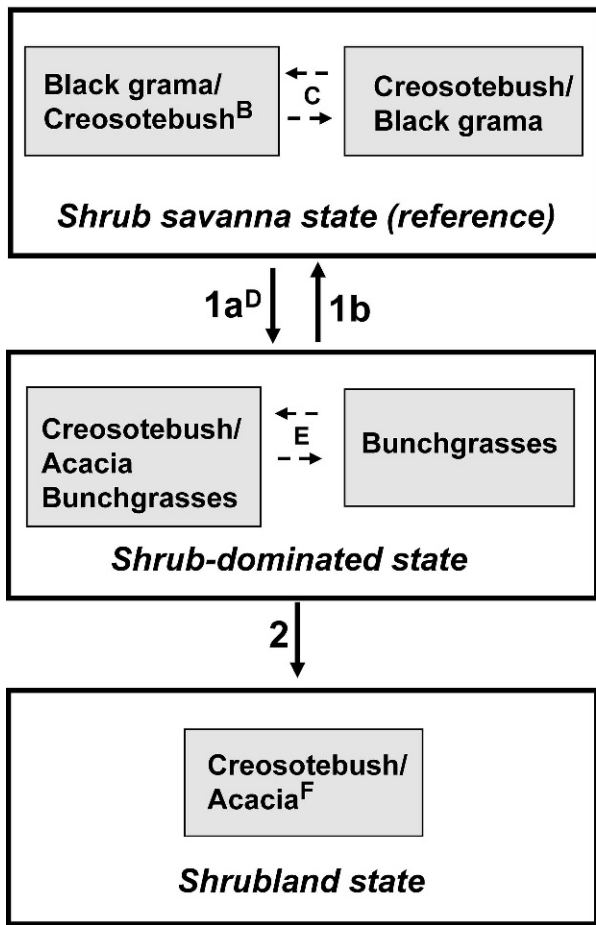 Black grama/
Creosotebush^B
C
Creosotebush/
Black grama
Shrub savanna state (reference)
1a^D
1b
Creosotebush/
Acacia
Bunchgrasses
E
Bunchgrasses
Shrub-dominated state
2
Creosotebush/
Acacia^F
Shrubland state